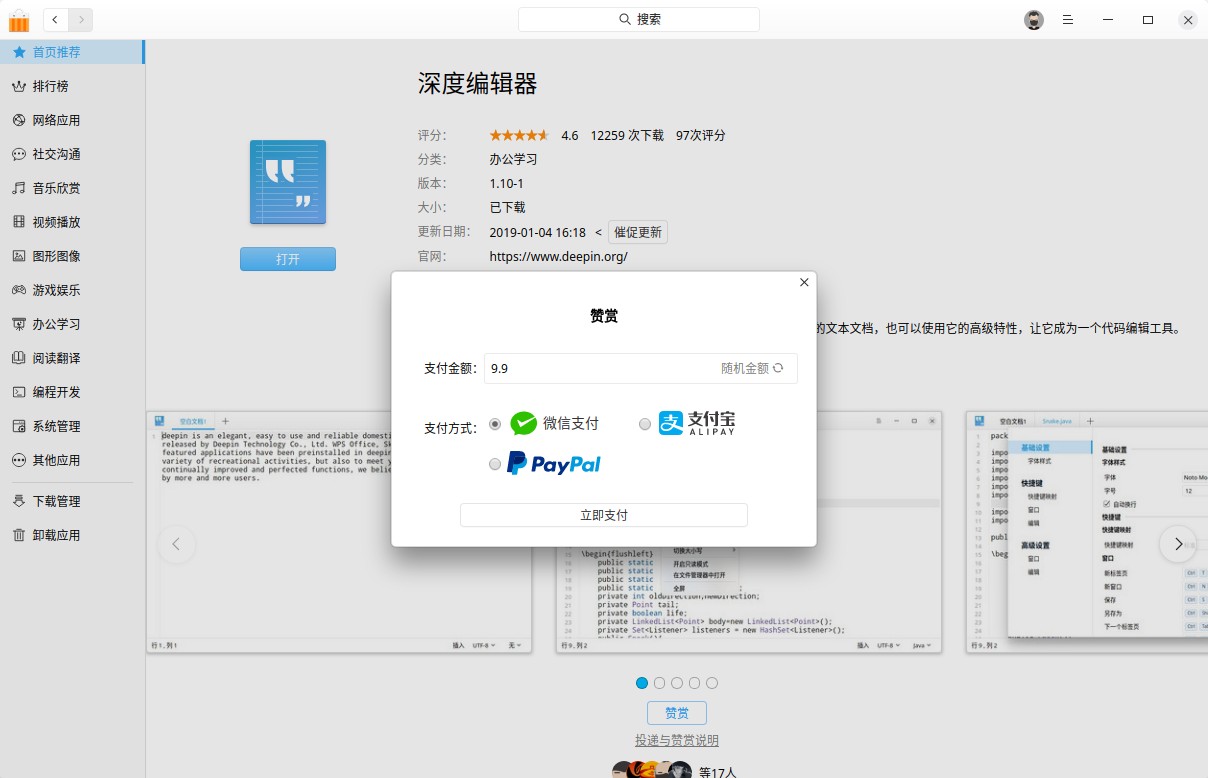 搜索
首页推荐
排行榜
网络应用
社交沟通
音乐欣赏
视频播放
图形图像
游戏娱乐
办公学习
阅读翻译
编程开发
系统管理
其他应用
下载管理
卸载应用
深度编辑器
评分： 4.6 12259 次下载 97次评分
分类： 办公学习
版本： 1.10-1
大小： 已下载
更新日期： 2019-01-04 16:18 < 催促更新
官网： https://www.deepin.org/
打开
的文本文档，也可以使用它的高级特性，让它成为一个代码编辑工具。
赞赏
支付金额： 9.9 随机金额
支付方式： 微信支付 支付宝 ALIPAY
PayPal
立即支付
空白文档1 +
deepin is an elegant, easy to use and reliable domesti
released by Deepin Technology Co., Ltd. WPS Office, Sk
featured applications have been preinstalled in deepin
variety of recreational activities, but also to meet y
continually improved and perfected functions, we belie
by more and more users.
行1, 列1 插入 UTF-8 无
切换大小写
\begin{flushleft} 开启只读模式
public static 在文件管理器中打开
public static
public static 全屏 ;
private int oldDirection,newDirection;
private Point tail;
private boolean life;
private LinkedList<Point> body=new LinkedList<Point>();
private Set<Listener> listeners = new HashSet<Listener>();
行9, 列2 插入 UTF-8 Java
空白文档1 Snake.java +
pack
impo
impo
impo
impo
impo
impo
impo
publ
\beg
基础设置
字体样式
快捷键
快捷键映射
窗口
编辑
高级设置
窗口
编辑
基础设置
字体样式
字体 Noto Mo
字号 12
自动换行
快捷键
快捷键映射
快捷键映射
窗口
新标签页 Ctrl T
新窗口 Ctrl N
保存 Ctrl S
另存为 Ctrl
下一个标签页 Ctrl
行9, 列2
赞赏
投递与赞赏说明
等17人